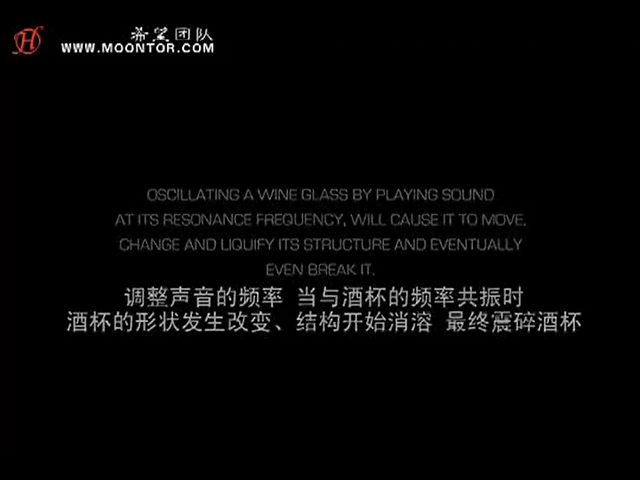 希望团队
WWW.MOONTOR.COM
OSCILLATING A WINE GLASS BY PLAYING SOUND
AT ITS RESONANCE FREQUENCY, WILL CAUSE IT TO MOVE,
CHANGE AND LIQUIFY ITS STRUCTURE AND EVENTUALLY
EVEN BREAK IT.
调整声音的频率 当与酒杯的频率共振时
酒杯的形状发生改变、结构开始消溶 最终震碎酒杯